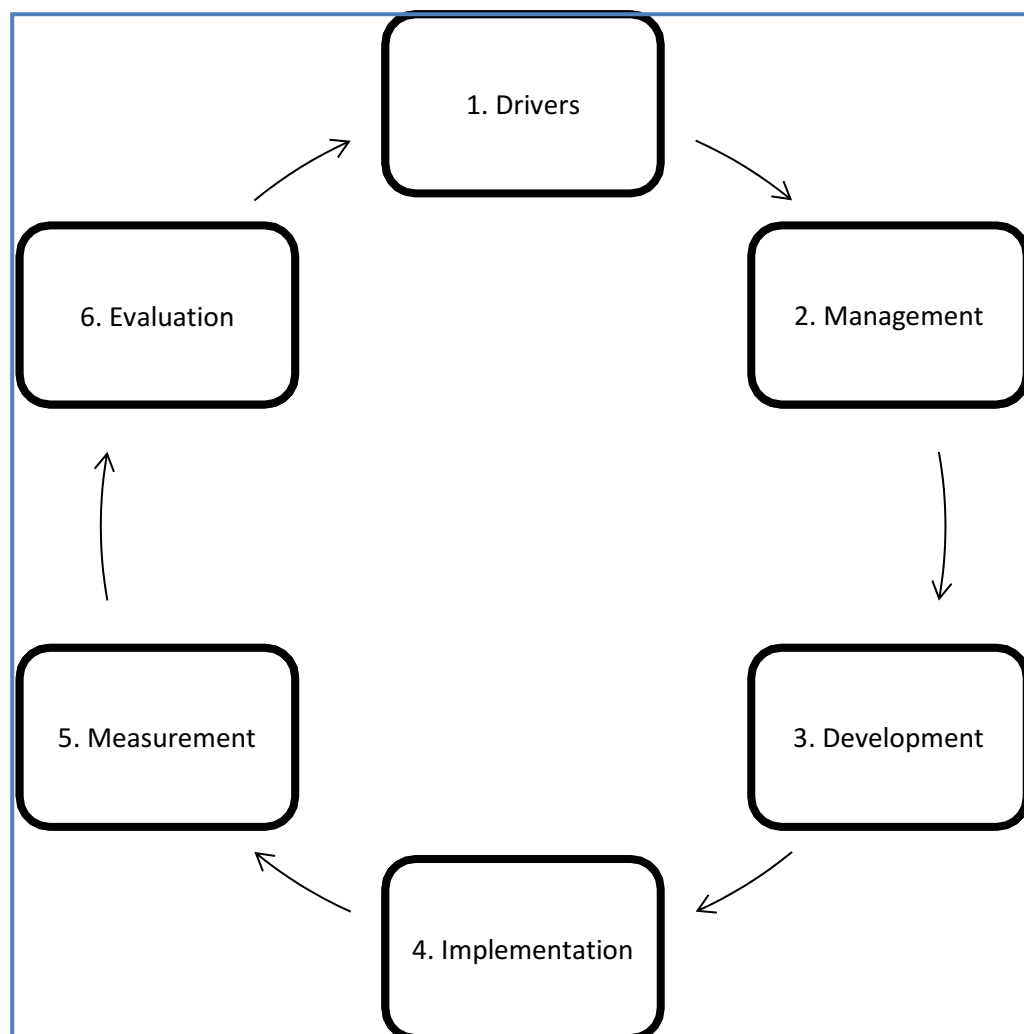 1. Drivers
2. Management
3. Development
4. Implementation
5. Measurement
6. Evaluation